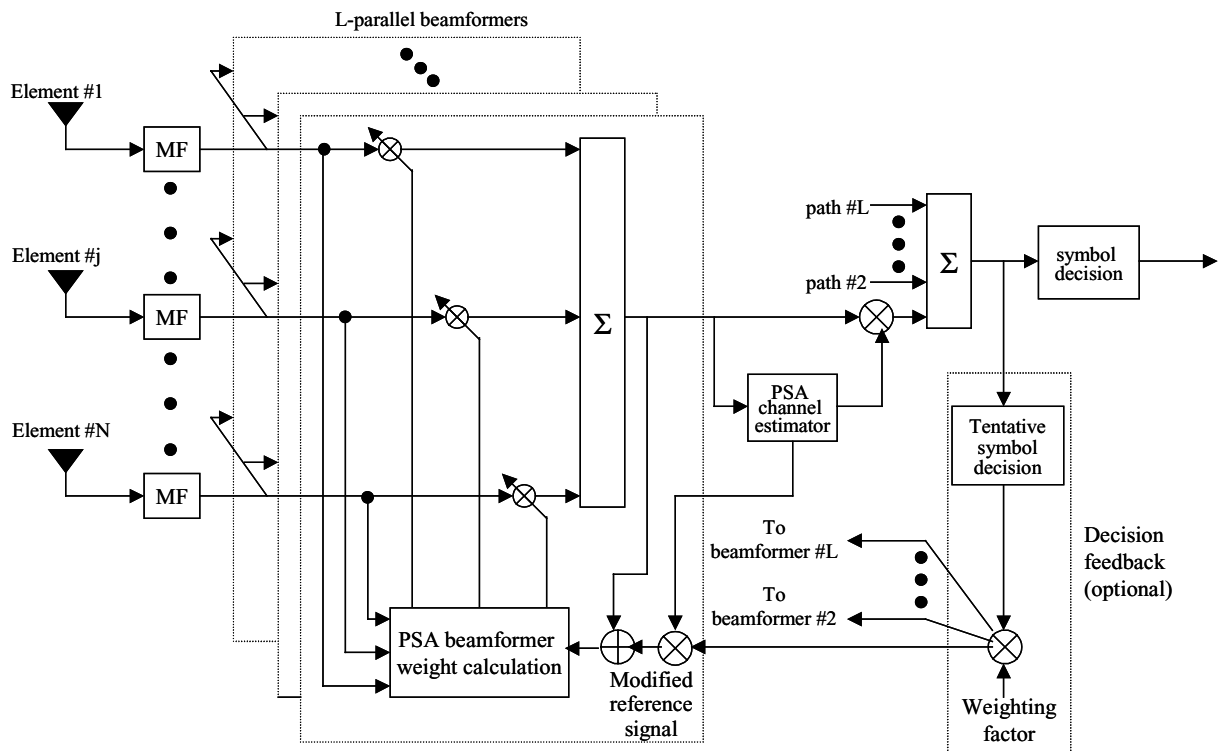 L-parallel beamformers
Element #1
MF
Element #j
MF
Element #N
MF
Σ
path #L
path #2
Σ
symbol
decision
PSA
channel
estimator
Tentative
symbol
decision
To
beamformer #L
To
beamformer #2
Decision
feedback
(optional)
PSA beamformer
weight calculation
Modified
reference
signal
Weighting
factor